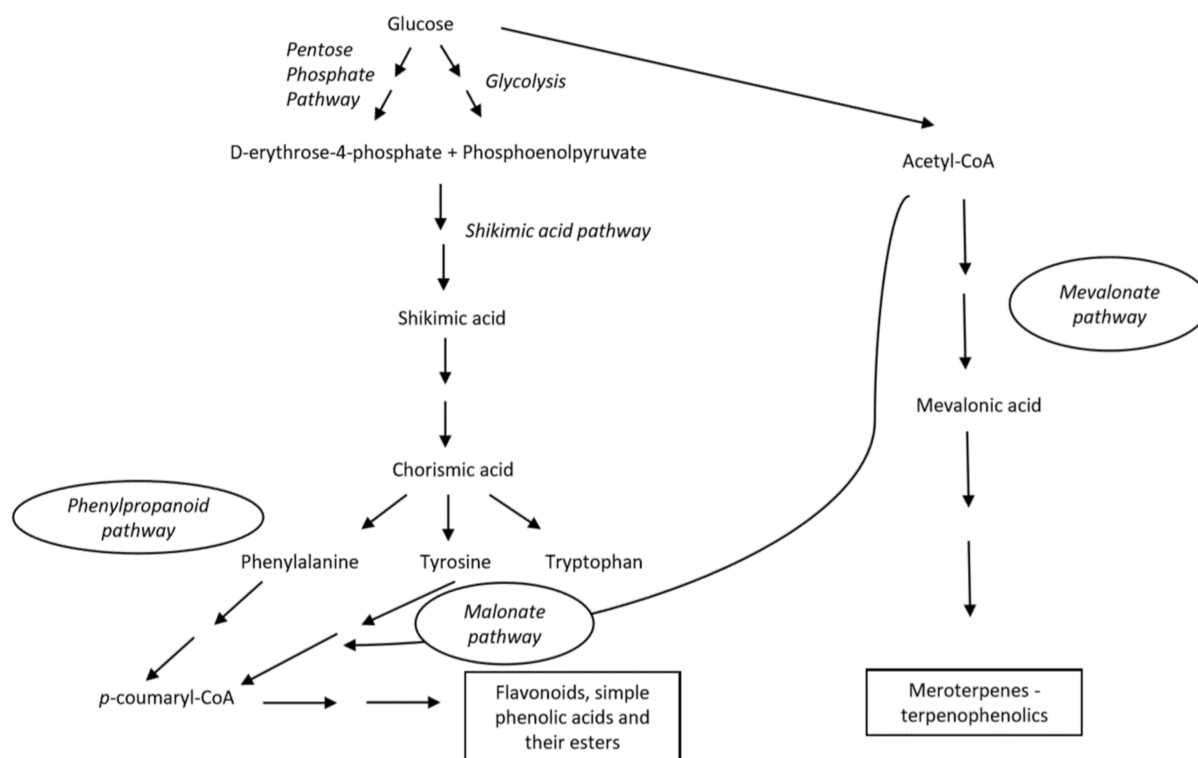 Glucose
Pentose
Phosphate
Pathway
Glycolysis
D-erythrose-4-phosphate + Phosphoenolpyruvate
Acetyl-CoA
Shikimic acid pathway
Mevalonate
pathway
Shikimic acid
Mevalonic acid
Chorismic acid
Phenylpropanoid
pathway
Phenylalanine
Tyrosine
Tryptophan
Malonate
pathway
p-coumaryl-CoA
Flavonoids, simple
phenolic acids and
their esters
Meroterpenes -
terpenophenolics